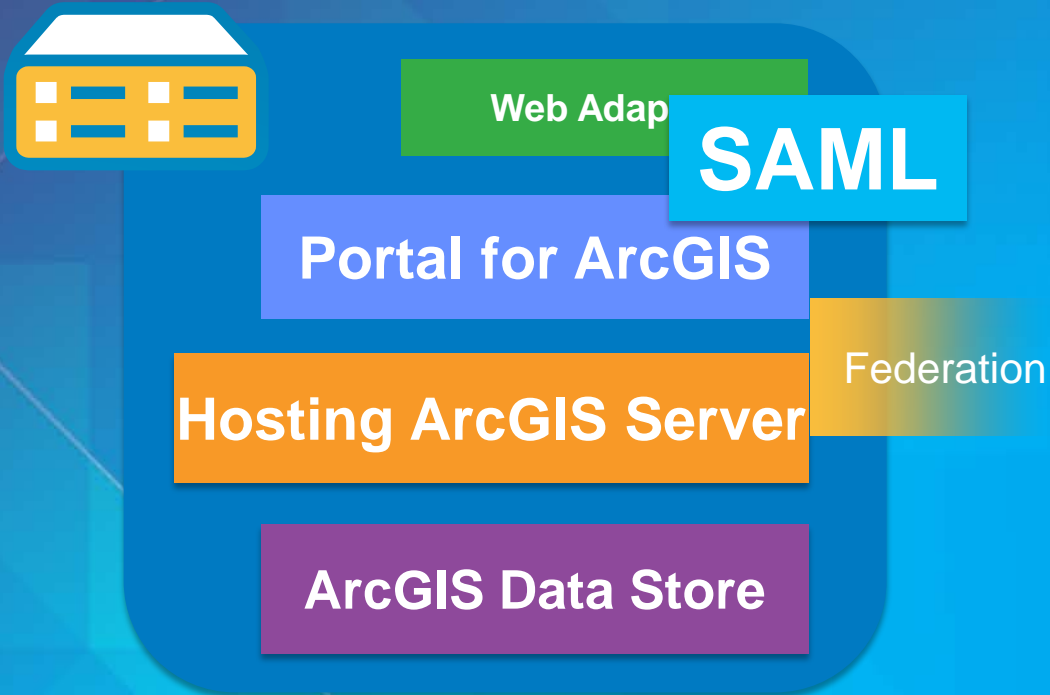 Web Adap
SAML
Portal for ArcGIS
Federation
Hosting ArcGIS Server
ArcGIS Data Store